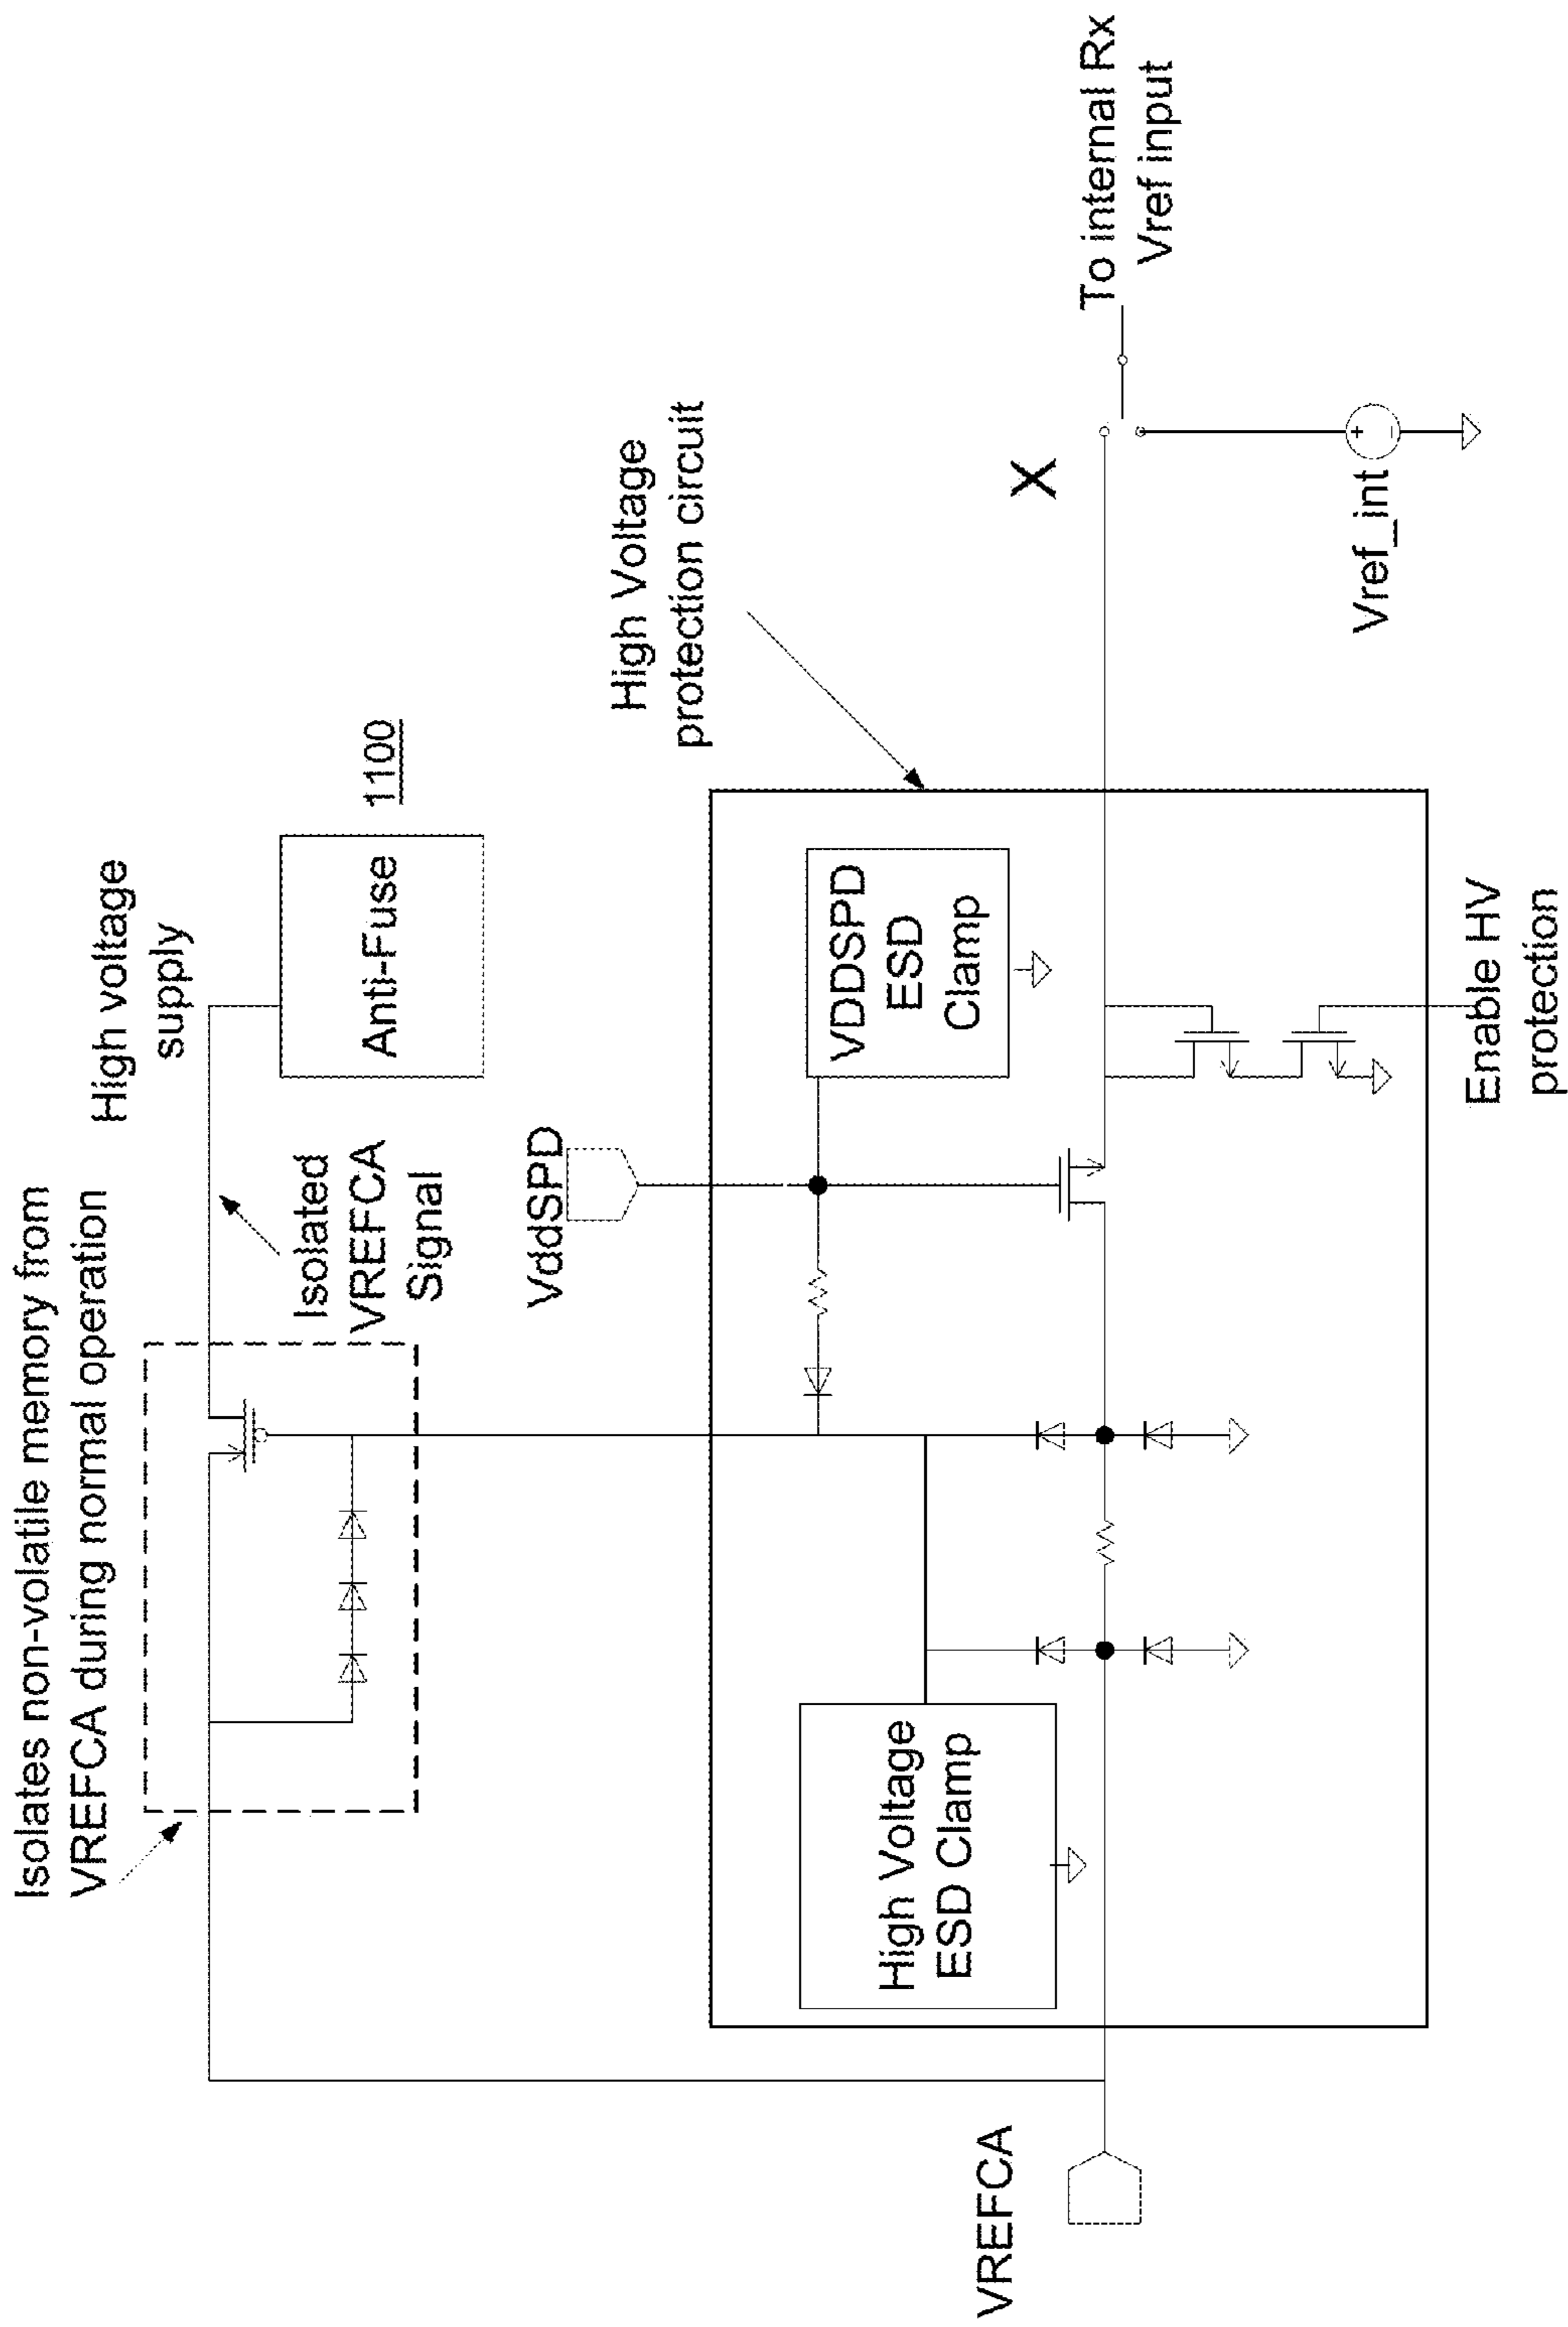 Isolates non-volatile memory from
VREFCA during normal operation
High voltage
supply
Isolated
VREFCA
Signal
Anti-Fuse
1100
VddSPD
High Voltage
protection circuit
VDDSPD
ESD
Clamp
High Voltage
ESD Clamp
VREFCA
X
To internal Rx
Vref input
Vref_int
+
-
Enable HV
protection